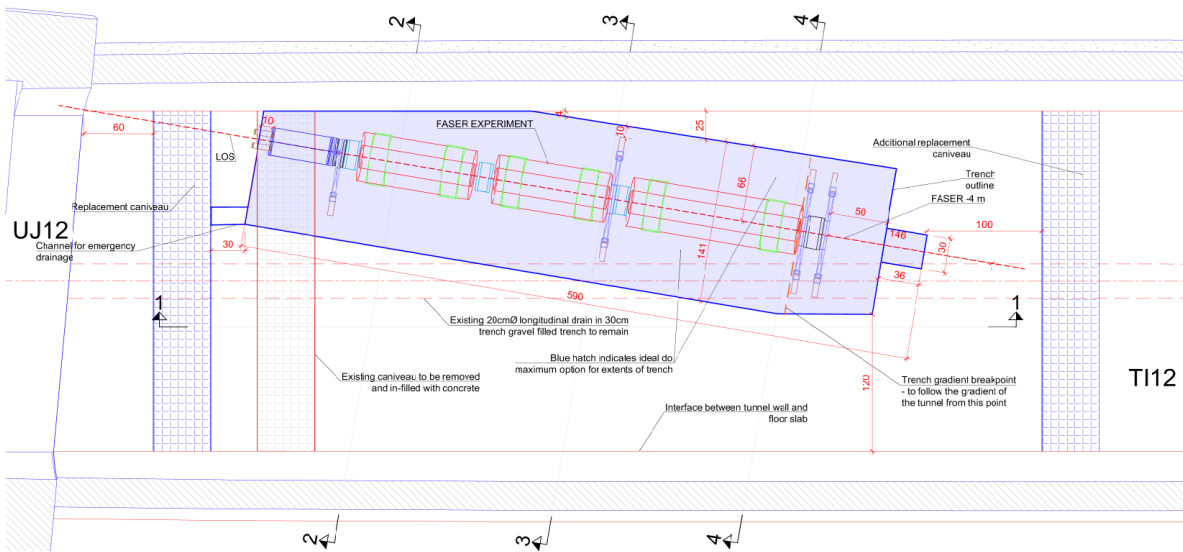 2
3
4
60
10
LOS
FASER EXPERIMENT
4
10
25
Additional replacement
caniveau
Trench
outline
FASER -4 m
66
50
100
Replacement caniveau
UJ12
Channel for emergency
drainage
30
141
146
30
36
590
1
1
Existing 20cmØ longitudinal drain in 30cm
trench gravel filled trench to remain
Blue hatch indicates ideal do
maximum option for extents of trench
Existing caniveau to be removed
and in-filled with concrete
Trench gradient breakpoint
- to follow the gradient of
the tunnel from this point
120
TI12
Interface between tunnel wall and
floor slab
2
3
4